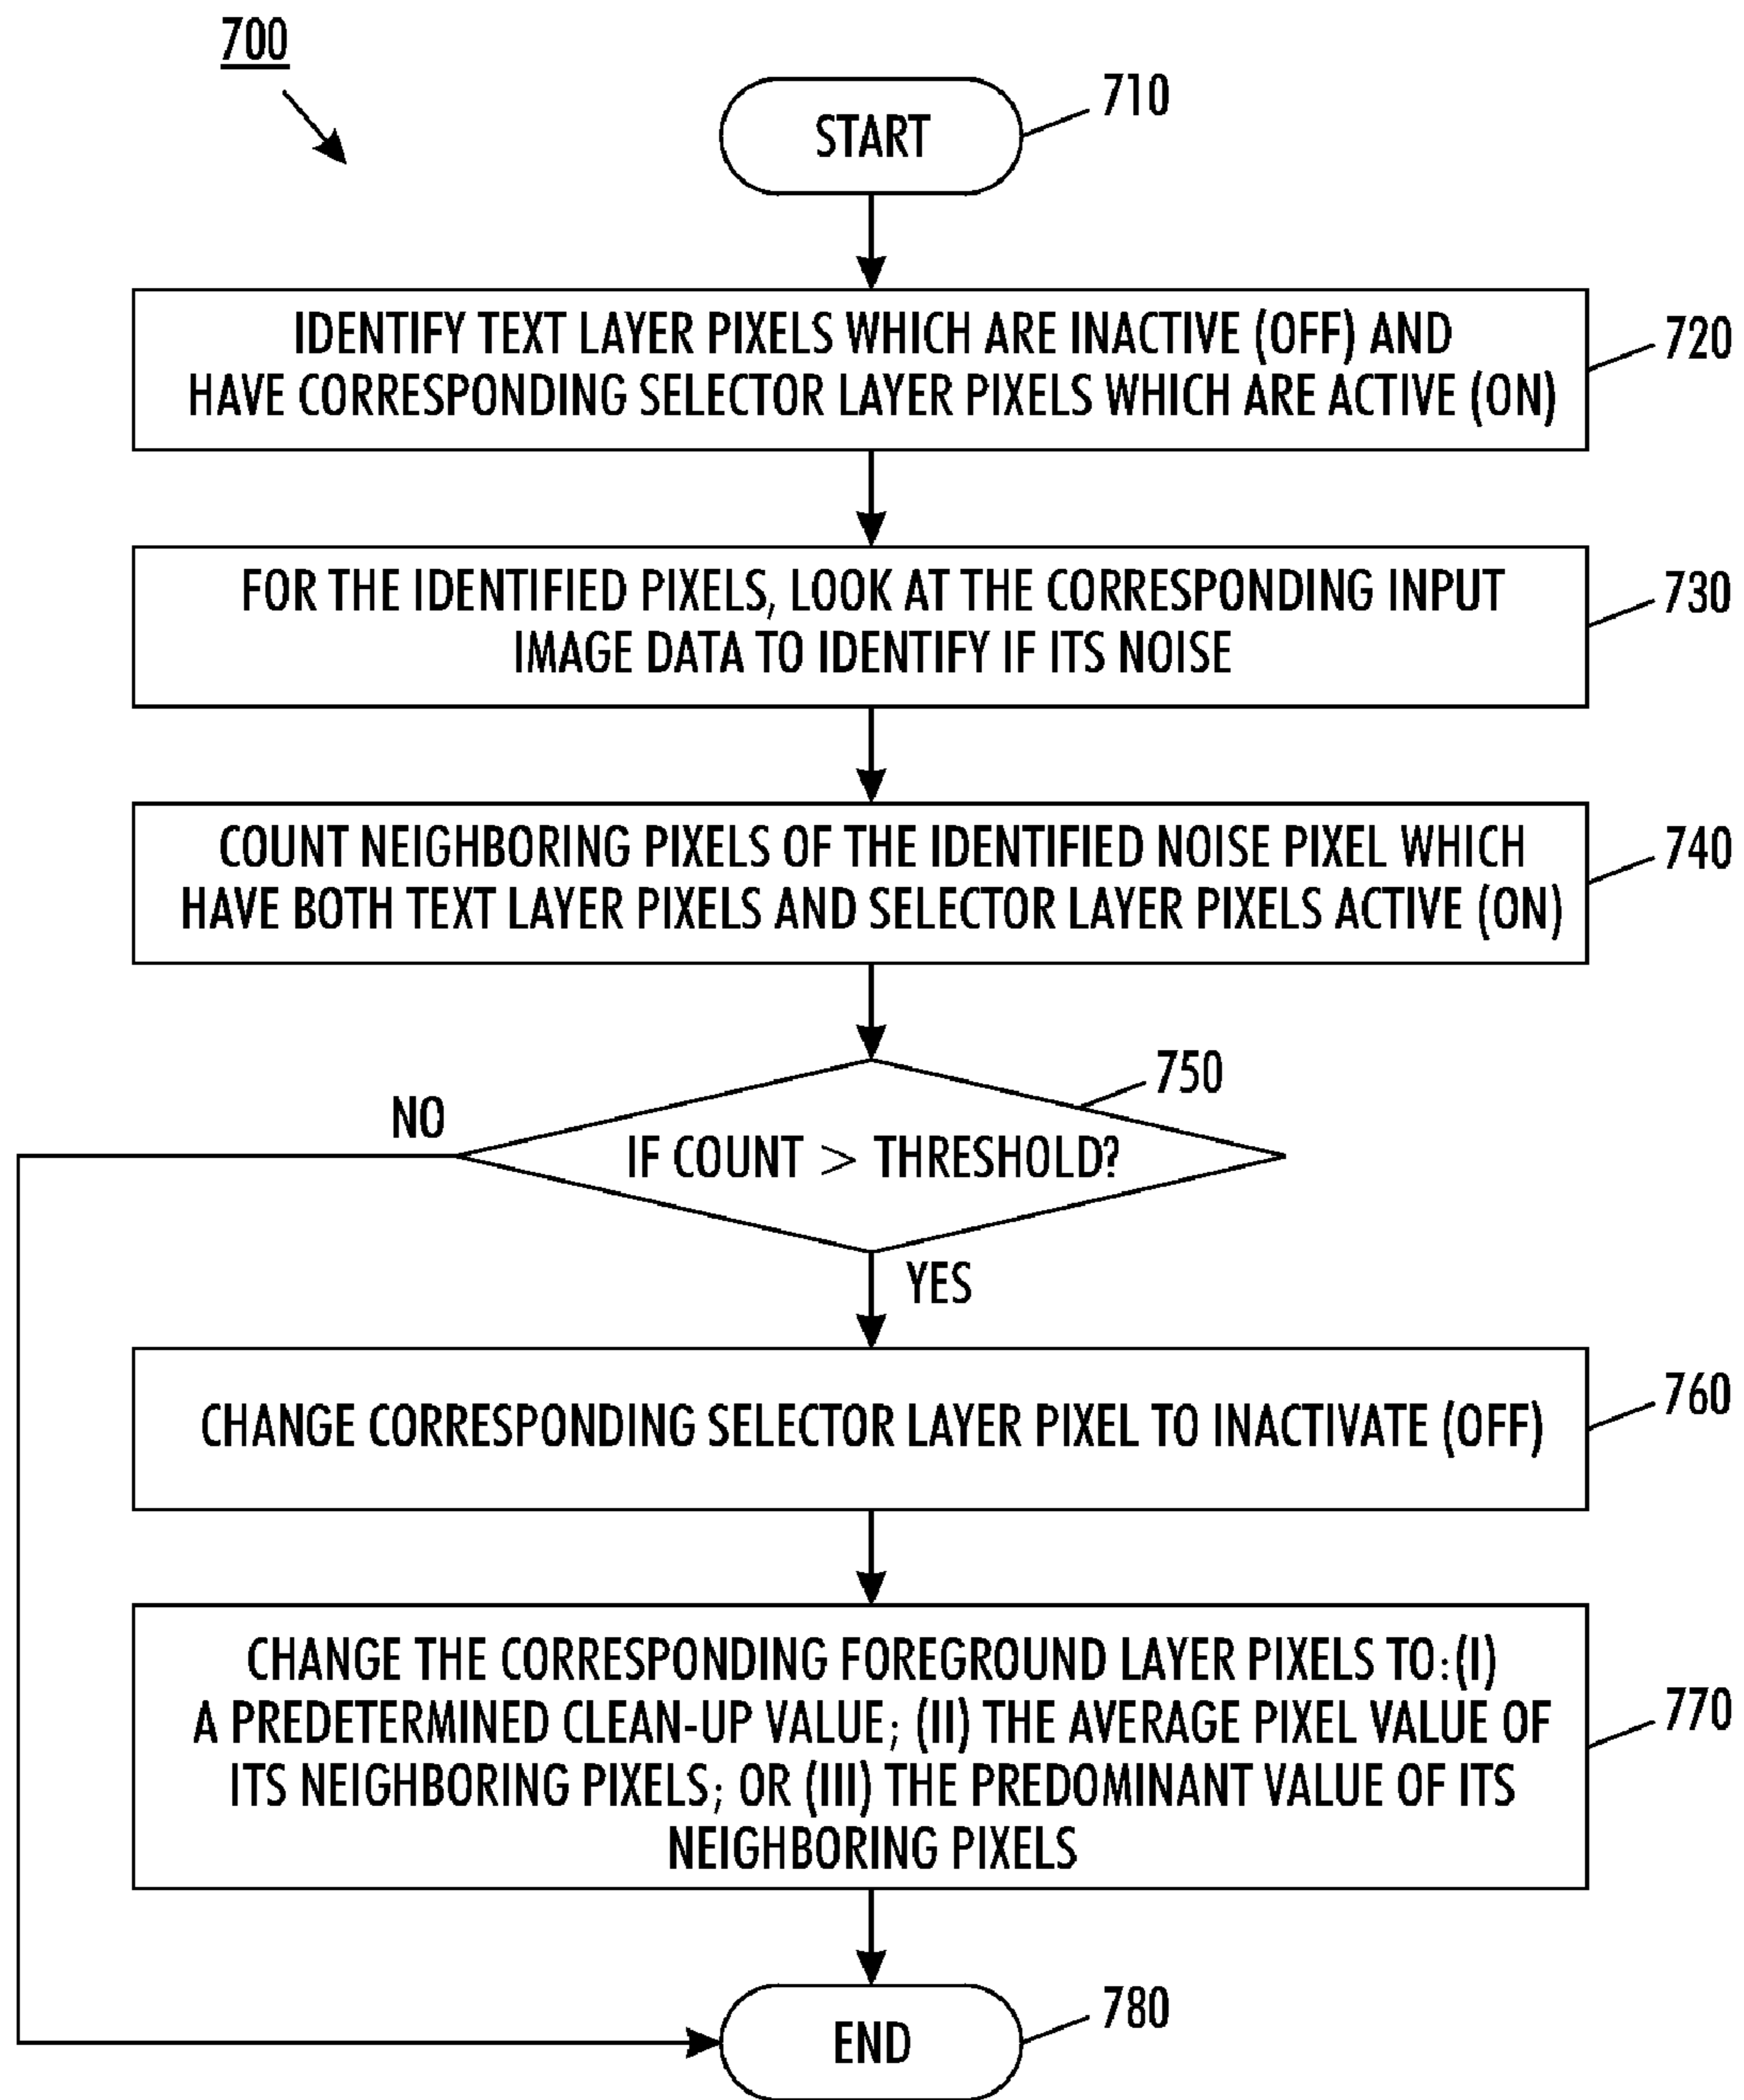 700
START
710
IDENTIFY TEXT LAYER PIXELS WHICH ARE INACTIVE (OFF) AND
HAVE CORRESPONDING SELECTOR LAYER PIXELS WHICH ARE ACTIVE (ON)
720
FOR THE IDENTIFIED PIXELS, LOOK AT THE CORRESPONDING INPUT
IMAGE DATA TO IDENTIFY IF ITS NOISE
730
COUNT NEIGHBORING PIXELS OF THE IDENTIFIED NOISE PIXEL WHICH
HAVE BOTH TEXT LAYER PIXELS AND SELECTOR LAYER PIXELS ACTIVE (ON)
740
750
NO
IF COUNT > THRESHOLD?
YES
CHANGE CORRESPONDING SELECTOR LAYER PIXEL TO INACTIVATE (OFF)
760
CHANGE THE CORRESPONDING FOREGROUND LAYER PIXELS TO: (I)
A PREDETERMINED CLEAN-UP VALUE; (II) THE AVERAGE PIXEL VALUE OF
ITS NEIGHBORING PIXELS; OR (III) THE PREDOMINANT VALUE OF ITS
NEIGHBORING PIXELS
770
END
780